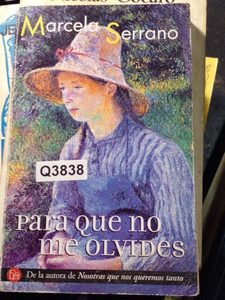 Marcela
Serrano
Q3838
Para que no
me olvides
De la autora de Nosotras que nos queremos tanto